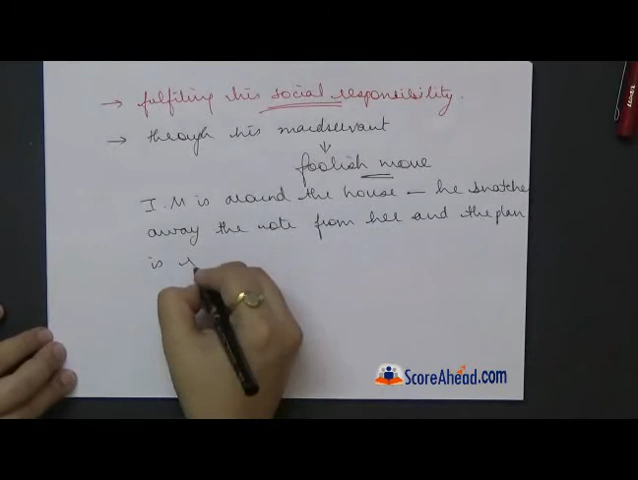 → fulfiling his social responsibility.
→ through his maidservant
↓
foolish move
I.M is around the house – he snatches
away the note from her and the plan
is
ScoreAhead.com